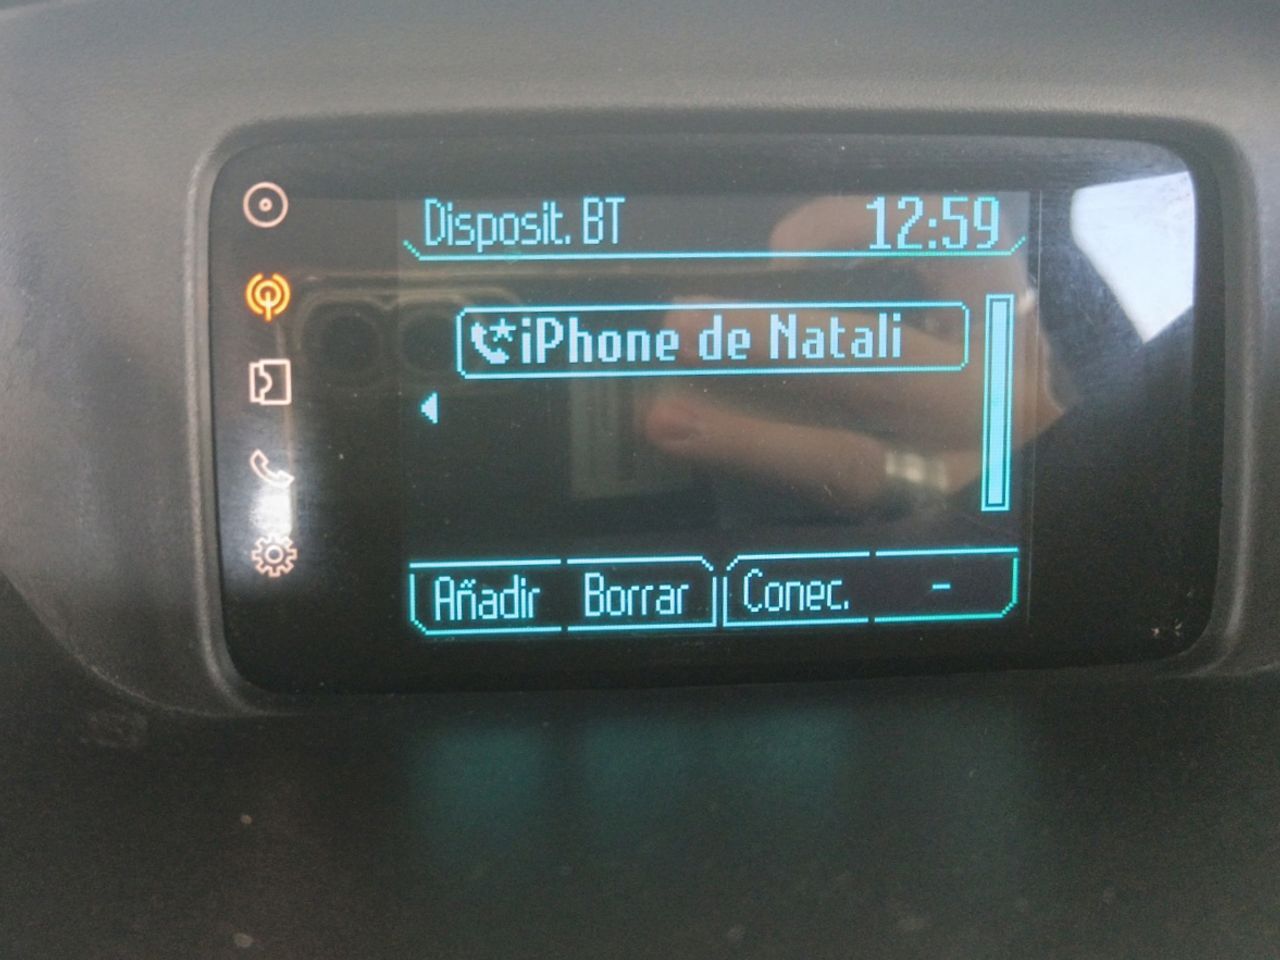 Disposit. BT 12:59
iPhone de Natali
Añadir Borrar Conec. -